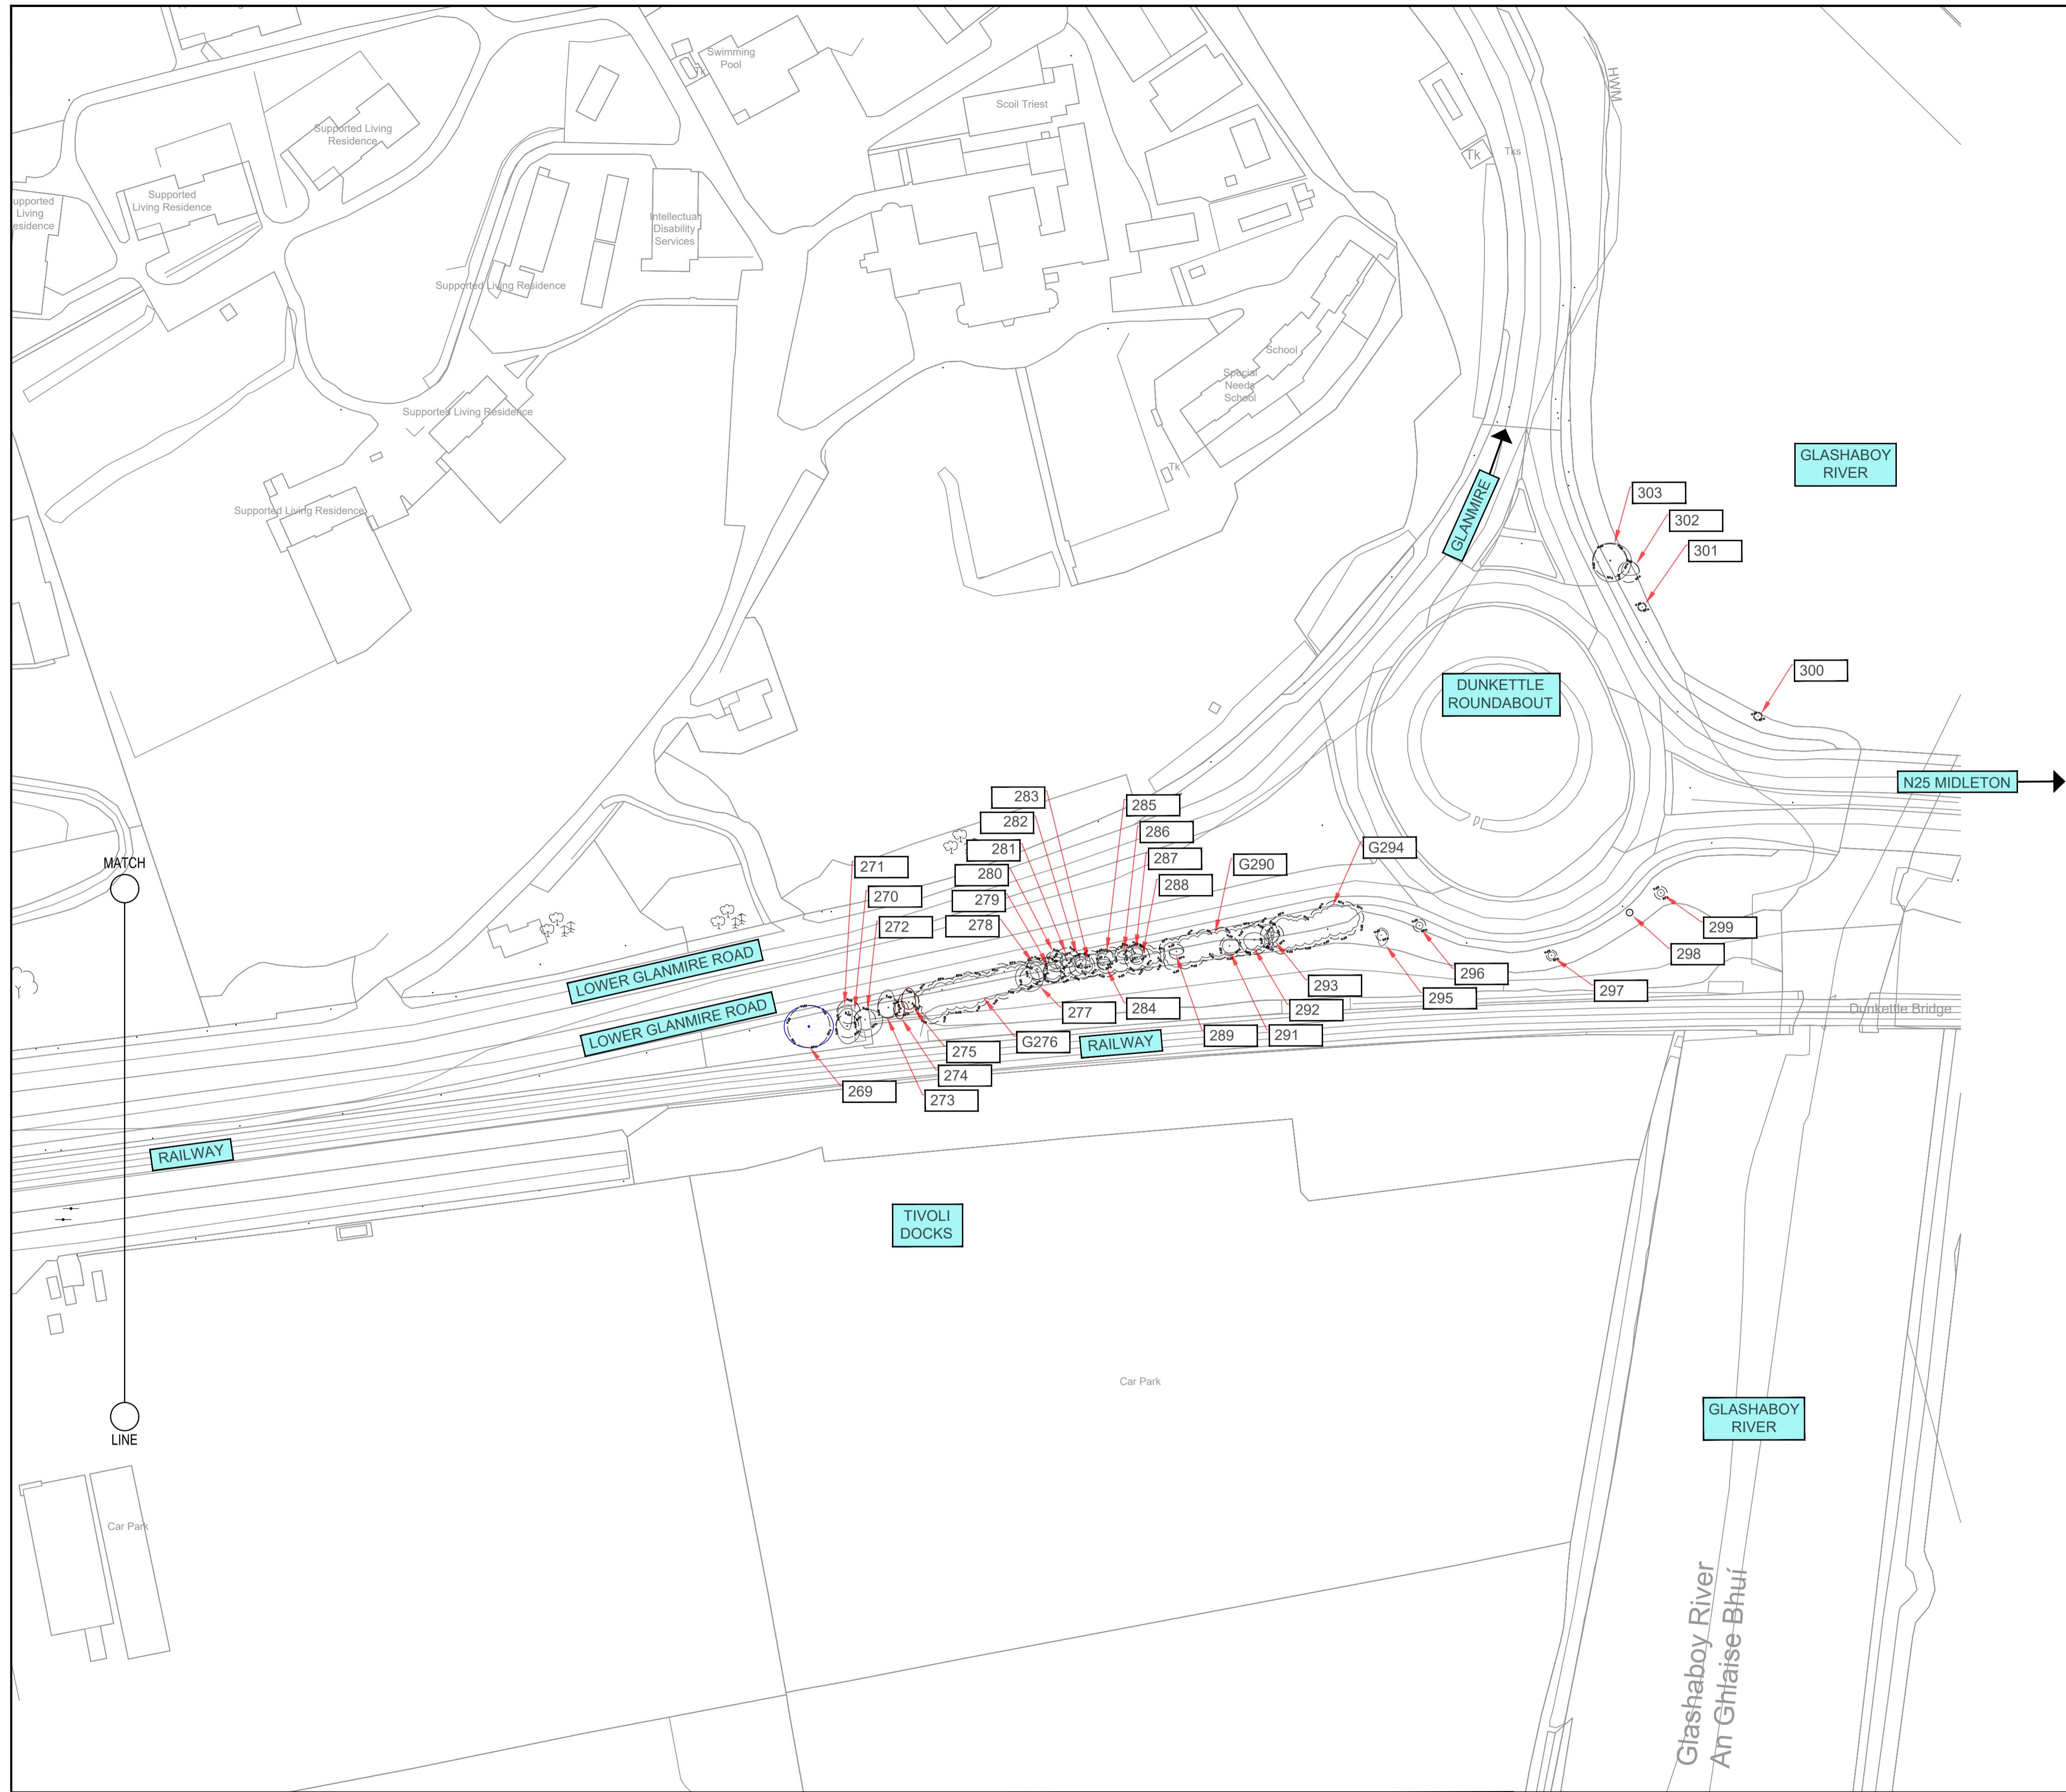 Swimming
Pool
Tk
Scoil Triest
HWM
Supported Living
Residence
Tk
Tks
Supported
Living Residence
Living
Intellectual
Disability
Services
Supported Living Residence
School
Special
Needs
School
Supported Living Residence
Tk
GLASHABOY
RIVER
Supported Living Residence
GLANMIRE
303
302
301
300
DUNKETTLE
ROUNDABOUT
N25 MIDLETON
283
285
282
286
281
287
G294
MATCH
271
280
288
G290
270
279
272
278
299
298
LOWER GLANMIRE ROAD
296
293
297
295
292
277
284
Dunkettle Bridge
LOWER GLANMIRE ROAD
289
291
G276
RAILWAY
275
274
269
273
RAILWAY
TIVOLI
DOCKS
Car Park
GLASHABOY
RIVER
LINE
Car Park
Glashaboy River
An Ghlaise Bhuí